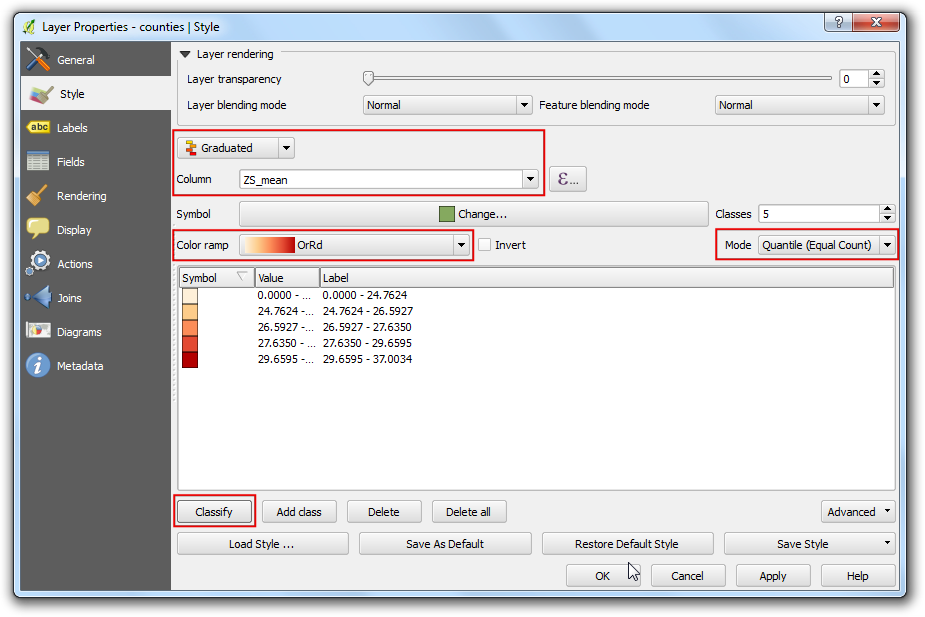 Layer Properties - counties | Style
General
Style
abc Labels
Fields
Rendering
Display
Actions
Joins
Diagrams
Metadata
Layer rendering
Layer transparency 0
Layer blending mode Normal Feature blending mode Normal
Graduated
Column ZS_mean ε...
Symbol Change... Classes 5
Color ramp OrRd Invert Mode Quantile (Equal Count)
Symbol Value Label
0.0000 - ... 0.0000 - 24.7624
24.7624 -... 24.7624 - 26.5927
26.5927 -... 26.5927 - 27.6350
27.6350 -... 27.6350 - 29.6595
29.6595 -... 29.6595 - 37.0034
Classify Add class Delete Delete all Advanced
Load Style ... Save As Default Restore Default Style Save Style
OK Cancel Apply Help